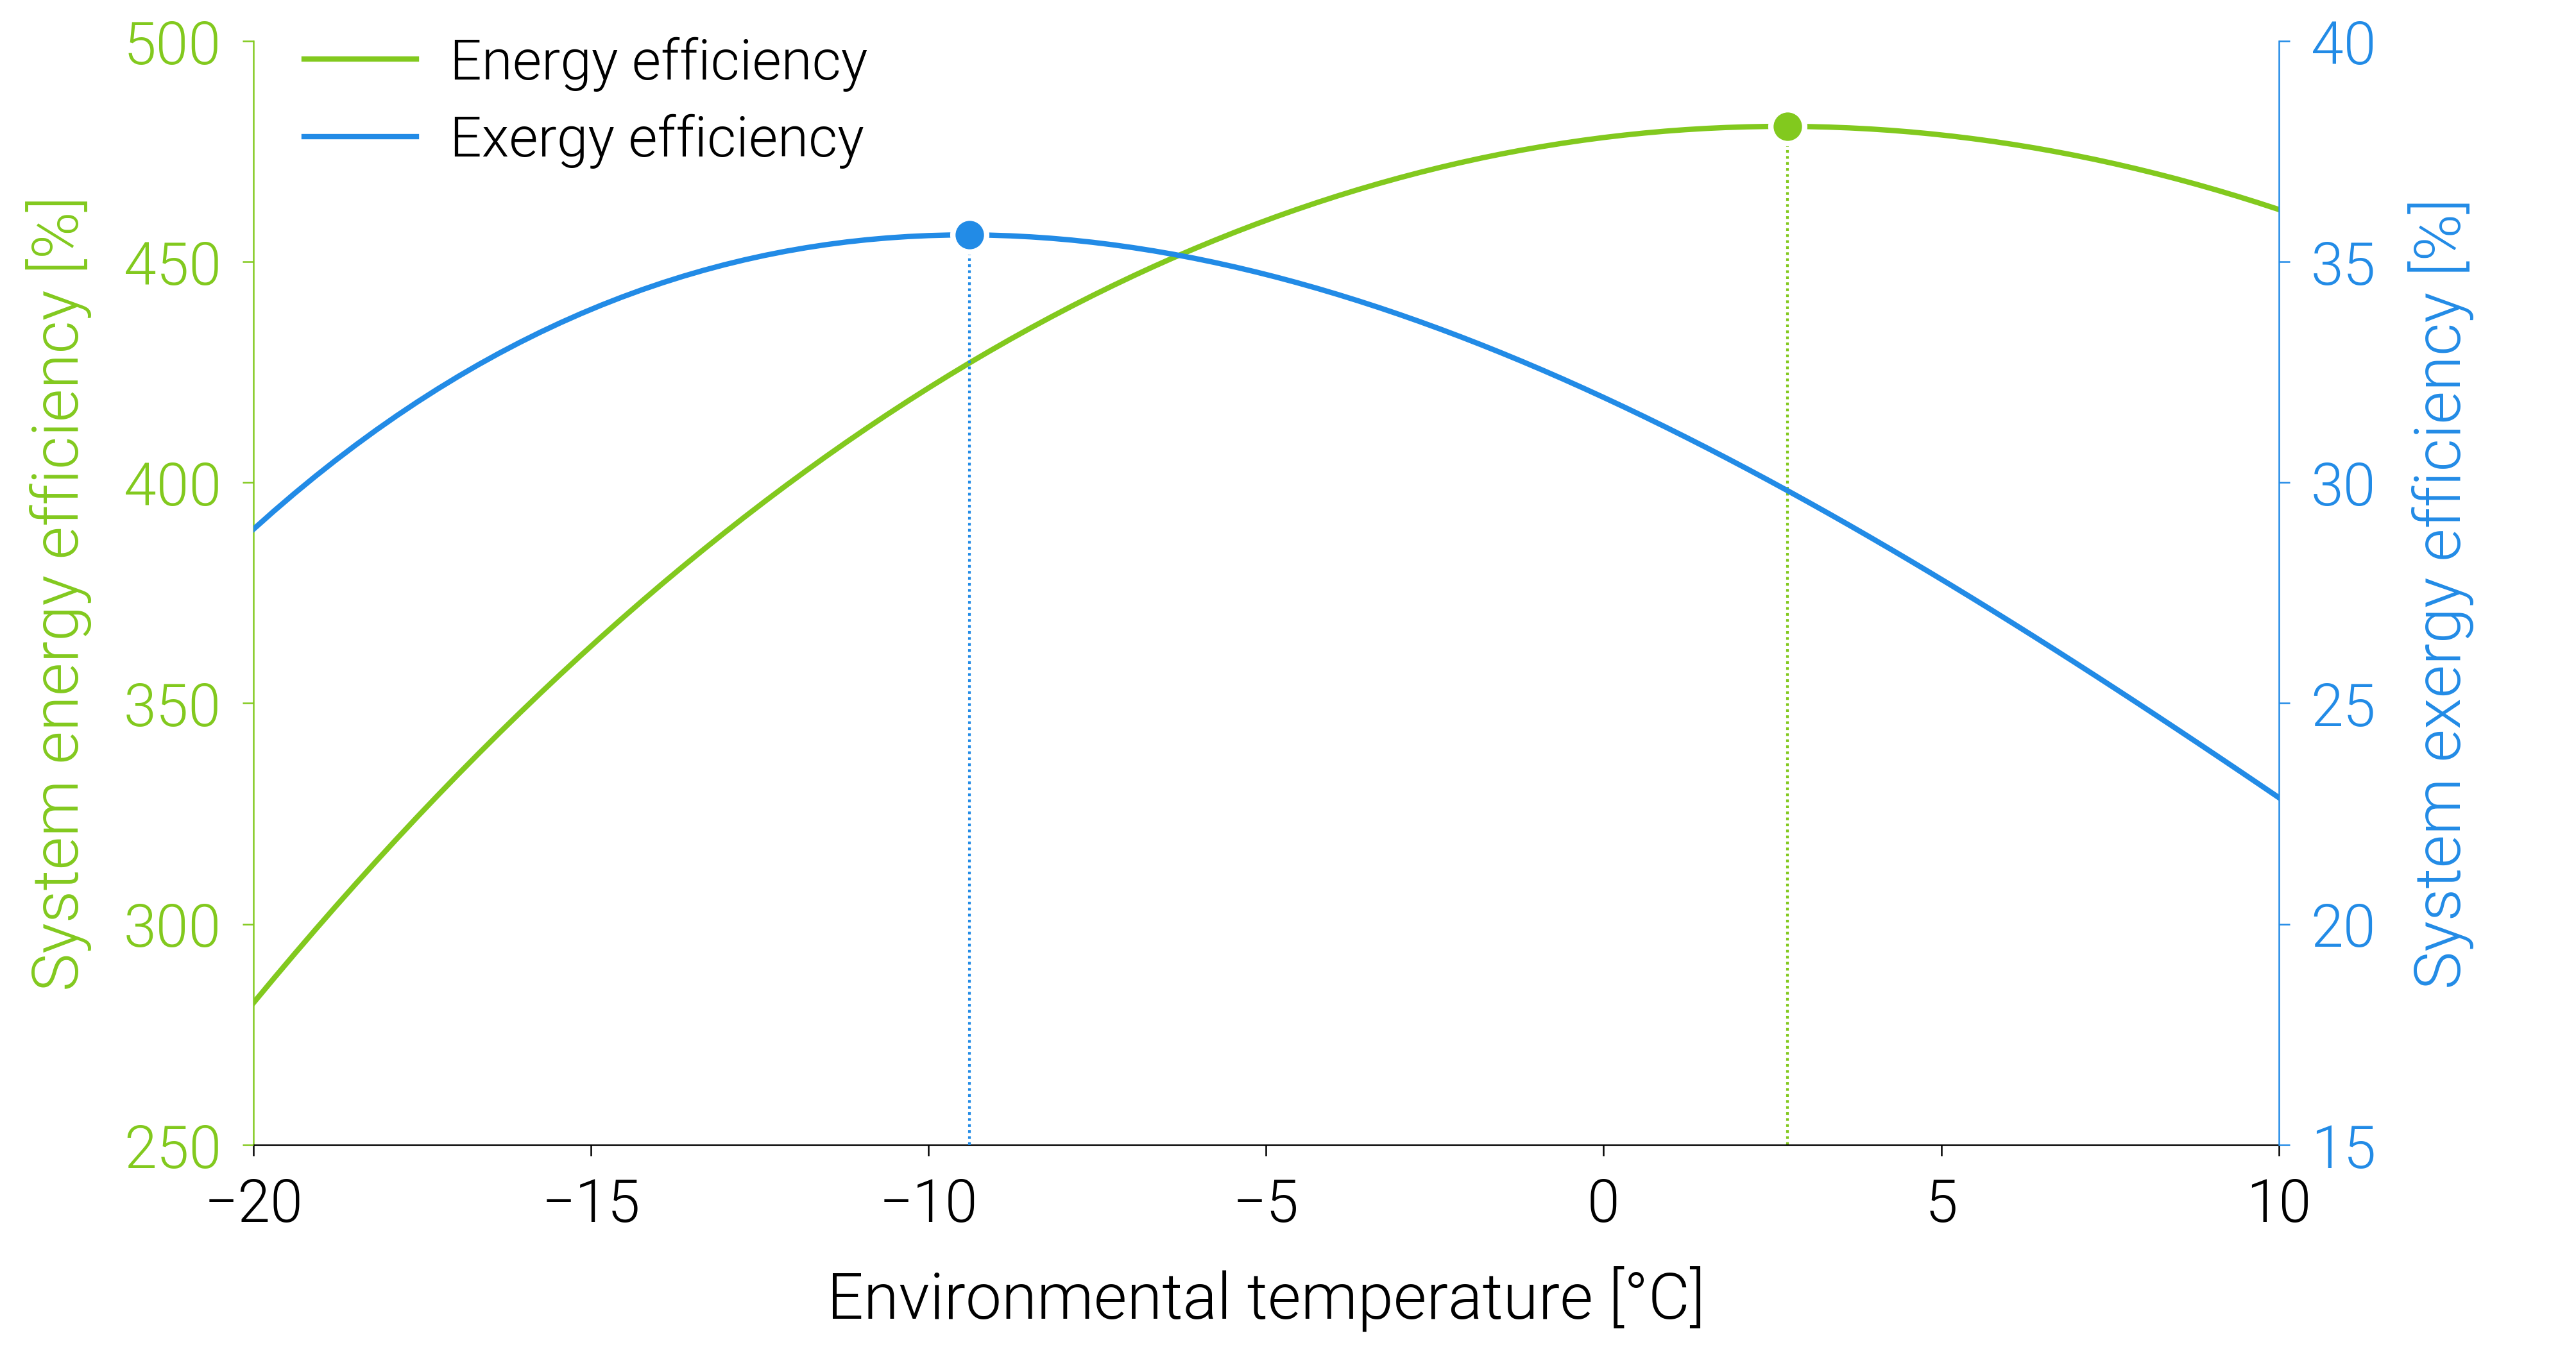 Energy efficiency
Exergy efficiency
System energy efficiency [%]
500
450
400
350
300
250
System exergy efficiency [%]
40
35
30
25
20
15
−20 −15 −10 −5 0 5 10
Environmental temperature [°C]